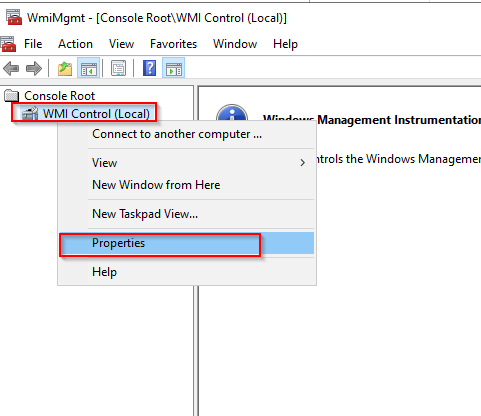 WmiMgmt - [Console Root\WMI Control (Local)]
File Action View Favorites Window Help
Console Root
WMI Control (Local)
Windows Management Instrumentation
Connect to another computer ...
View
ntrols the Windows Manageme
New Window from Here
New Taskpad View...
Properties
Help